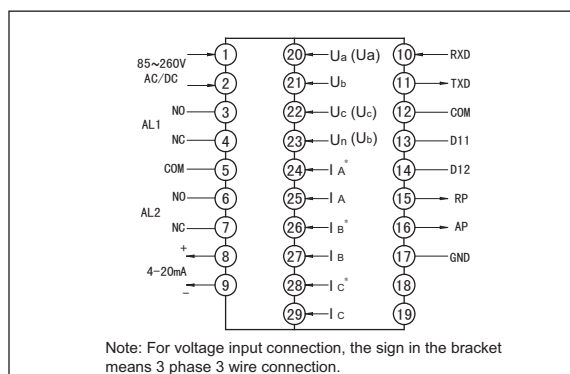 1 20 Ua (Ua) 10 RXD
85~260V
AC/DC
2 21 Ub 11 TXD
NO 3 22 Uc (Uc) 12 COM
AL1
NC 4 23 Un (Ub) 13 D11
COM 5 24 IA* 14 D12
NO 6 25 IA 15 RP
AL2
NC 7 26 IB* 16 AP
+ 8 27 IB 17 GND
4-20mA
− 9 28 IC* 18
29 IC 19
Note: For voltage input connection, the sign in the bracket
means 3 phase 3 wire connection.